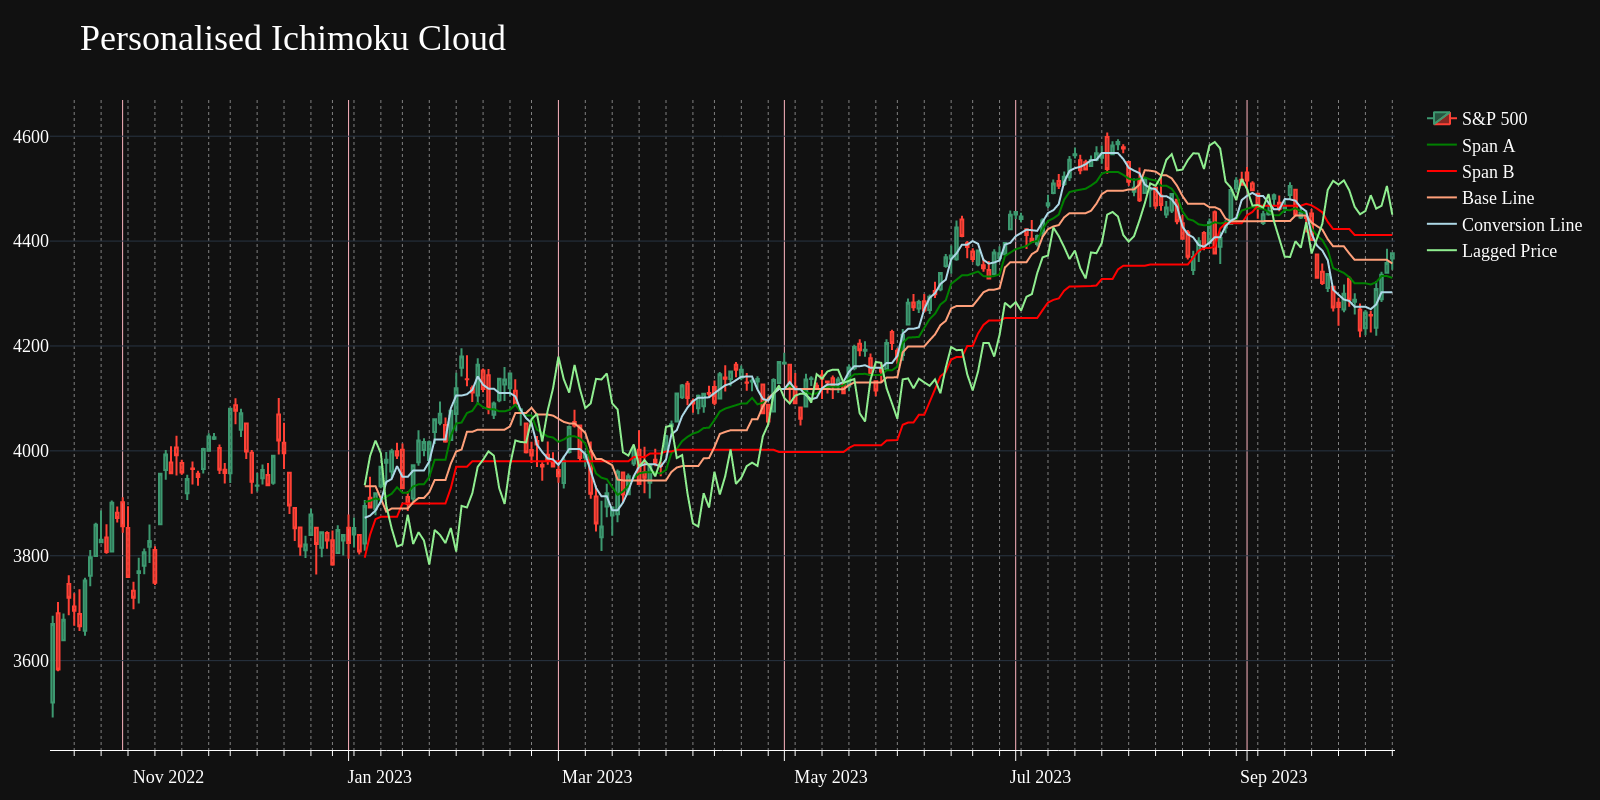 Personalised Ichimoku Cloud
4600
4400
4200
4000
3800
3600
Nov 2022
Jan 2023
Mar 2023
May 2023
Jul 2023
Sep 2023
S&P 500
Span A
Span B
Base Line
Conversion Line
Lagged Price